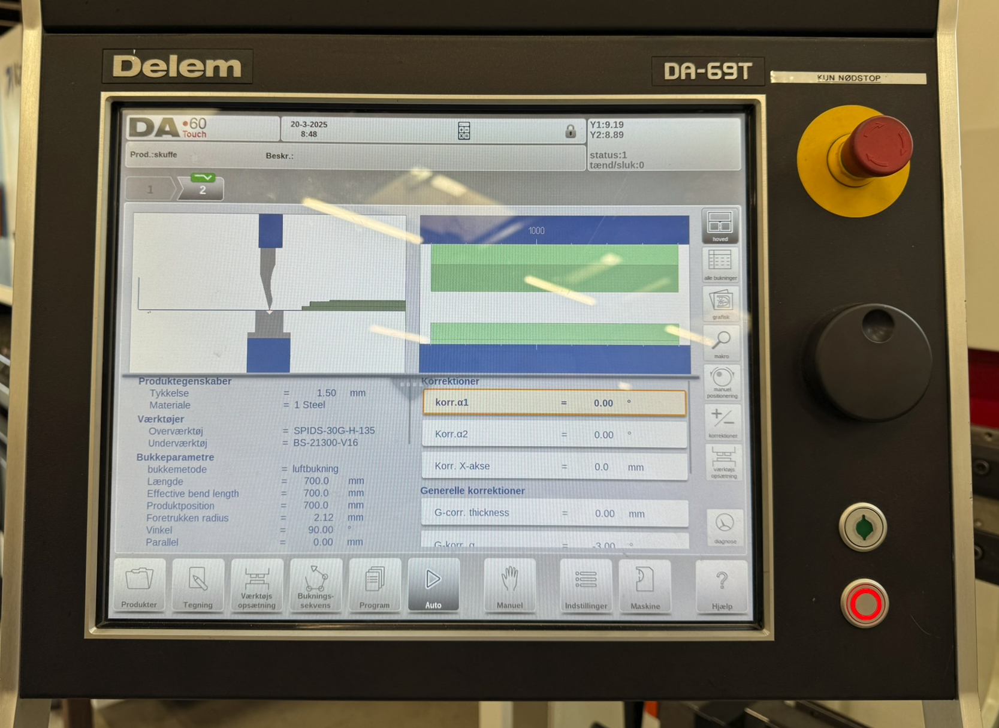 Delem
DA-69T
KUN NØDSTOP
DA•60
Touch
20-3-2025
8:48
Y1:9.19
Y2:8.89
status:1
tænd/sluk:0
Prod.:skuffe
Beskr.:
1
2
1000
hoved
alle bukninger
grafisk
makro
manuel
positionering
korrektioner
værktøjs
opsætning
diagnose
Produktegenskaber
Tykkelse = 1.50 mm
Materiale = 1 Steel
Værktøjer
Overværktøj = SPIDS-30G-H-135
Underværktøj = BS-21300-V16
Bukkeparametre
bukkemetode = luftbukning
Længde = 700.0 mm
Effective bend length = 700.0 mm
Produktposition = 700.0 mm
Foretrukken radius = 2.12 mm
Vinkel = 90.00 °
Parallel = 0.00 mm
Korrektioner
korr.α1 = 0.00 °
Korr.α2 = 0.00 °
Korr. X-akse = 0.0 mm
Generelle korrektioner
G-corr. thickness = 0.00 mm
G-korr. α = -3.00 °
Produkter
Tegning
Værktøjs
opsætning
Buknings-
sekvens
Program
Auto
Manuel
Indstillinger
Maskine
Hjælp